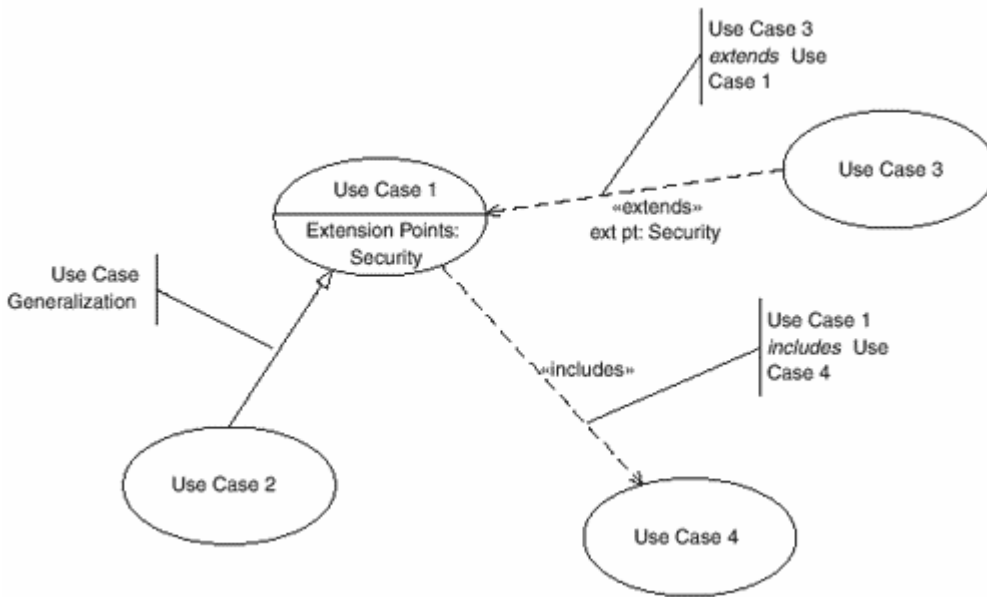 Use Case 3
extends Use
Case 1
Use Case 3
Use Case 1
«extends»
Extension Points:
ext pt: Security
Security
Use Case
Generalization
Use Case 1
includes Use
Case 4
«includes»
Use Case 2
Use Case 4